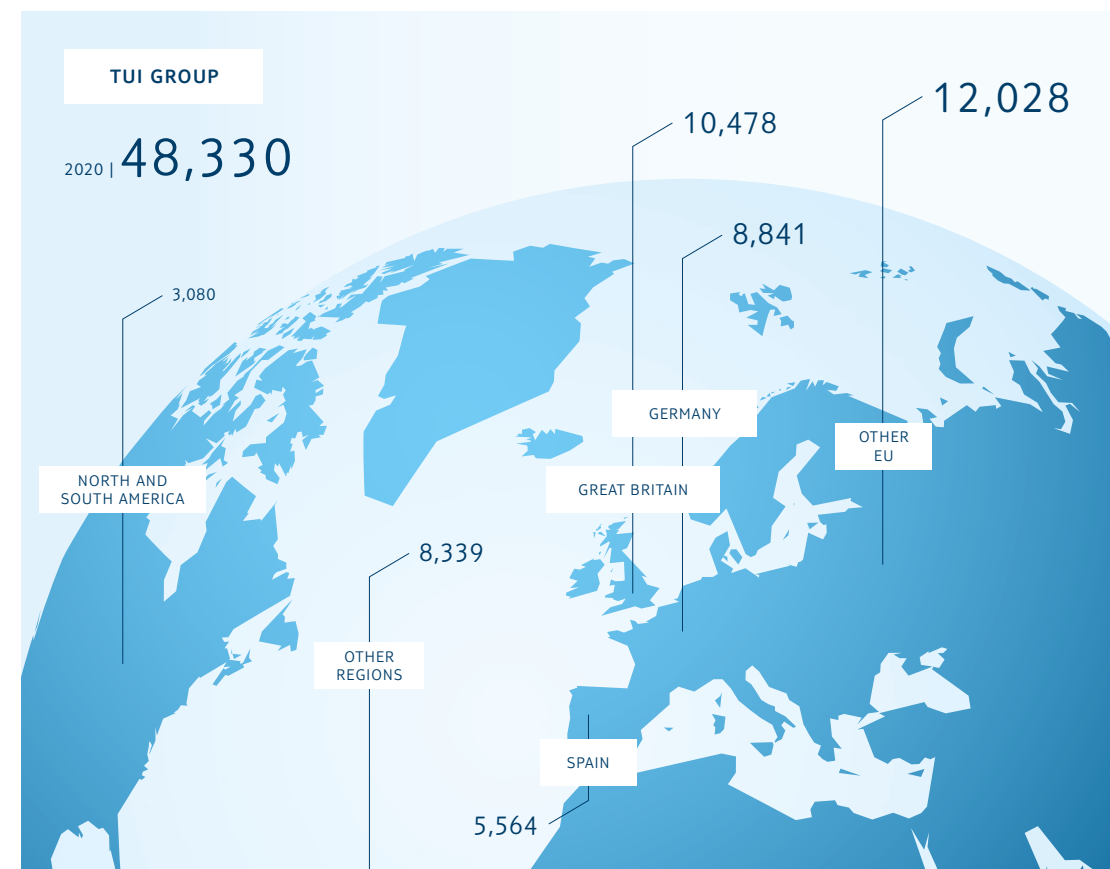 TUI GROUP
2020 | 48,330
12,028
10,478
8,841
3,080
GERMANY
OTHER
EU
NORTH AND
SOUTH AMERICA
GREAT BRITAIN
8,339
OTHER
REGIONS
SPAIN
5,564